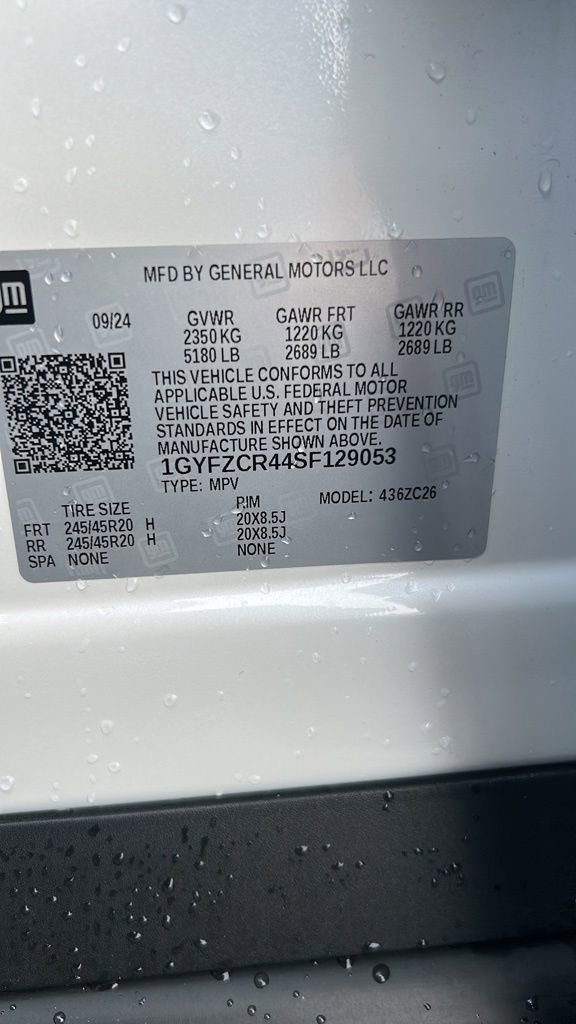 MFD BY GENERAL MOTORS LLC
gm
09/24 GVWR GAWR FRT GAWR RR
2350 KG 1220 KG 1220 KG
5180 LB 2689 LB 2689 LB
THIS VEHICLE CONFORMS TO ALL
APPLICABLE U.S. FEDERAL MOTOR
VEHICLE SAFETY AND THEFT PREVENTION
STANDARDS IN EFFECT ON THE DATE OF
MANUFACTURE SHOWN ABOVE.
1GYFZCR44SF129053
TYPE: MPV MODEL: 436ZC26
TIRE SIZE RIM
FRT 245/45R20 H 20X8.5J
RR 245/45R20 H 20X8.5J
SPA NONE NONE